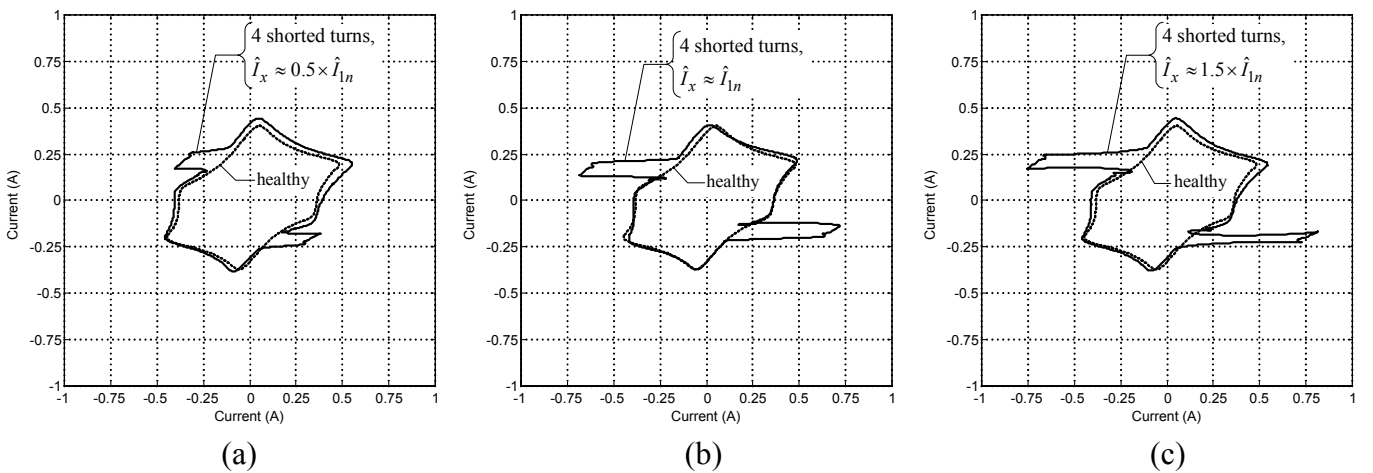 1
0.75
0.5
0.25
0
-0.25
-0.5
-0.75
-1
-1 -0.75 -0.5 -0.25 0 0.25 0.5 0.75 1
Current (A)
Current (A)
4 shorted turns,
Î_x ≈ 0.5 × Î_1n
healthy
(a)
1
0.75
0.5
0.25
0
-0.25
-0.5
-0.75
-1
-1 -0.75 -0.5 -0.25 0 0.25 0.5 0.75 1
Current (A)
Current (A)
4 shorted turns,
Î_x ≈ Î_1n
healthy
(b)
1
0.75
0.5
0.25
0
-0.25
-0.5
-0.75
-1
-1 -0.75 -0.5 -0.25 0 0.25 0.5 0.75 1
Current (A)
Current (A)
4 shorted turns,
Î_x ≈ 1.5 × Î_1n
healthy
(c)